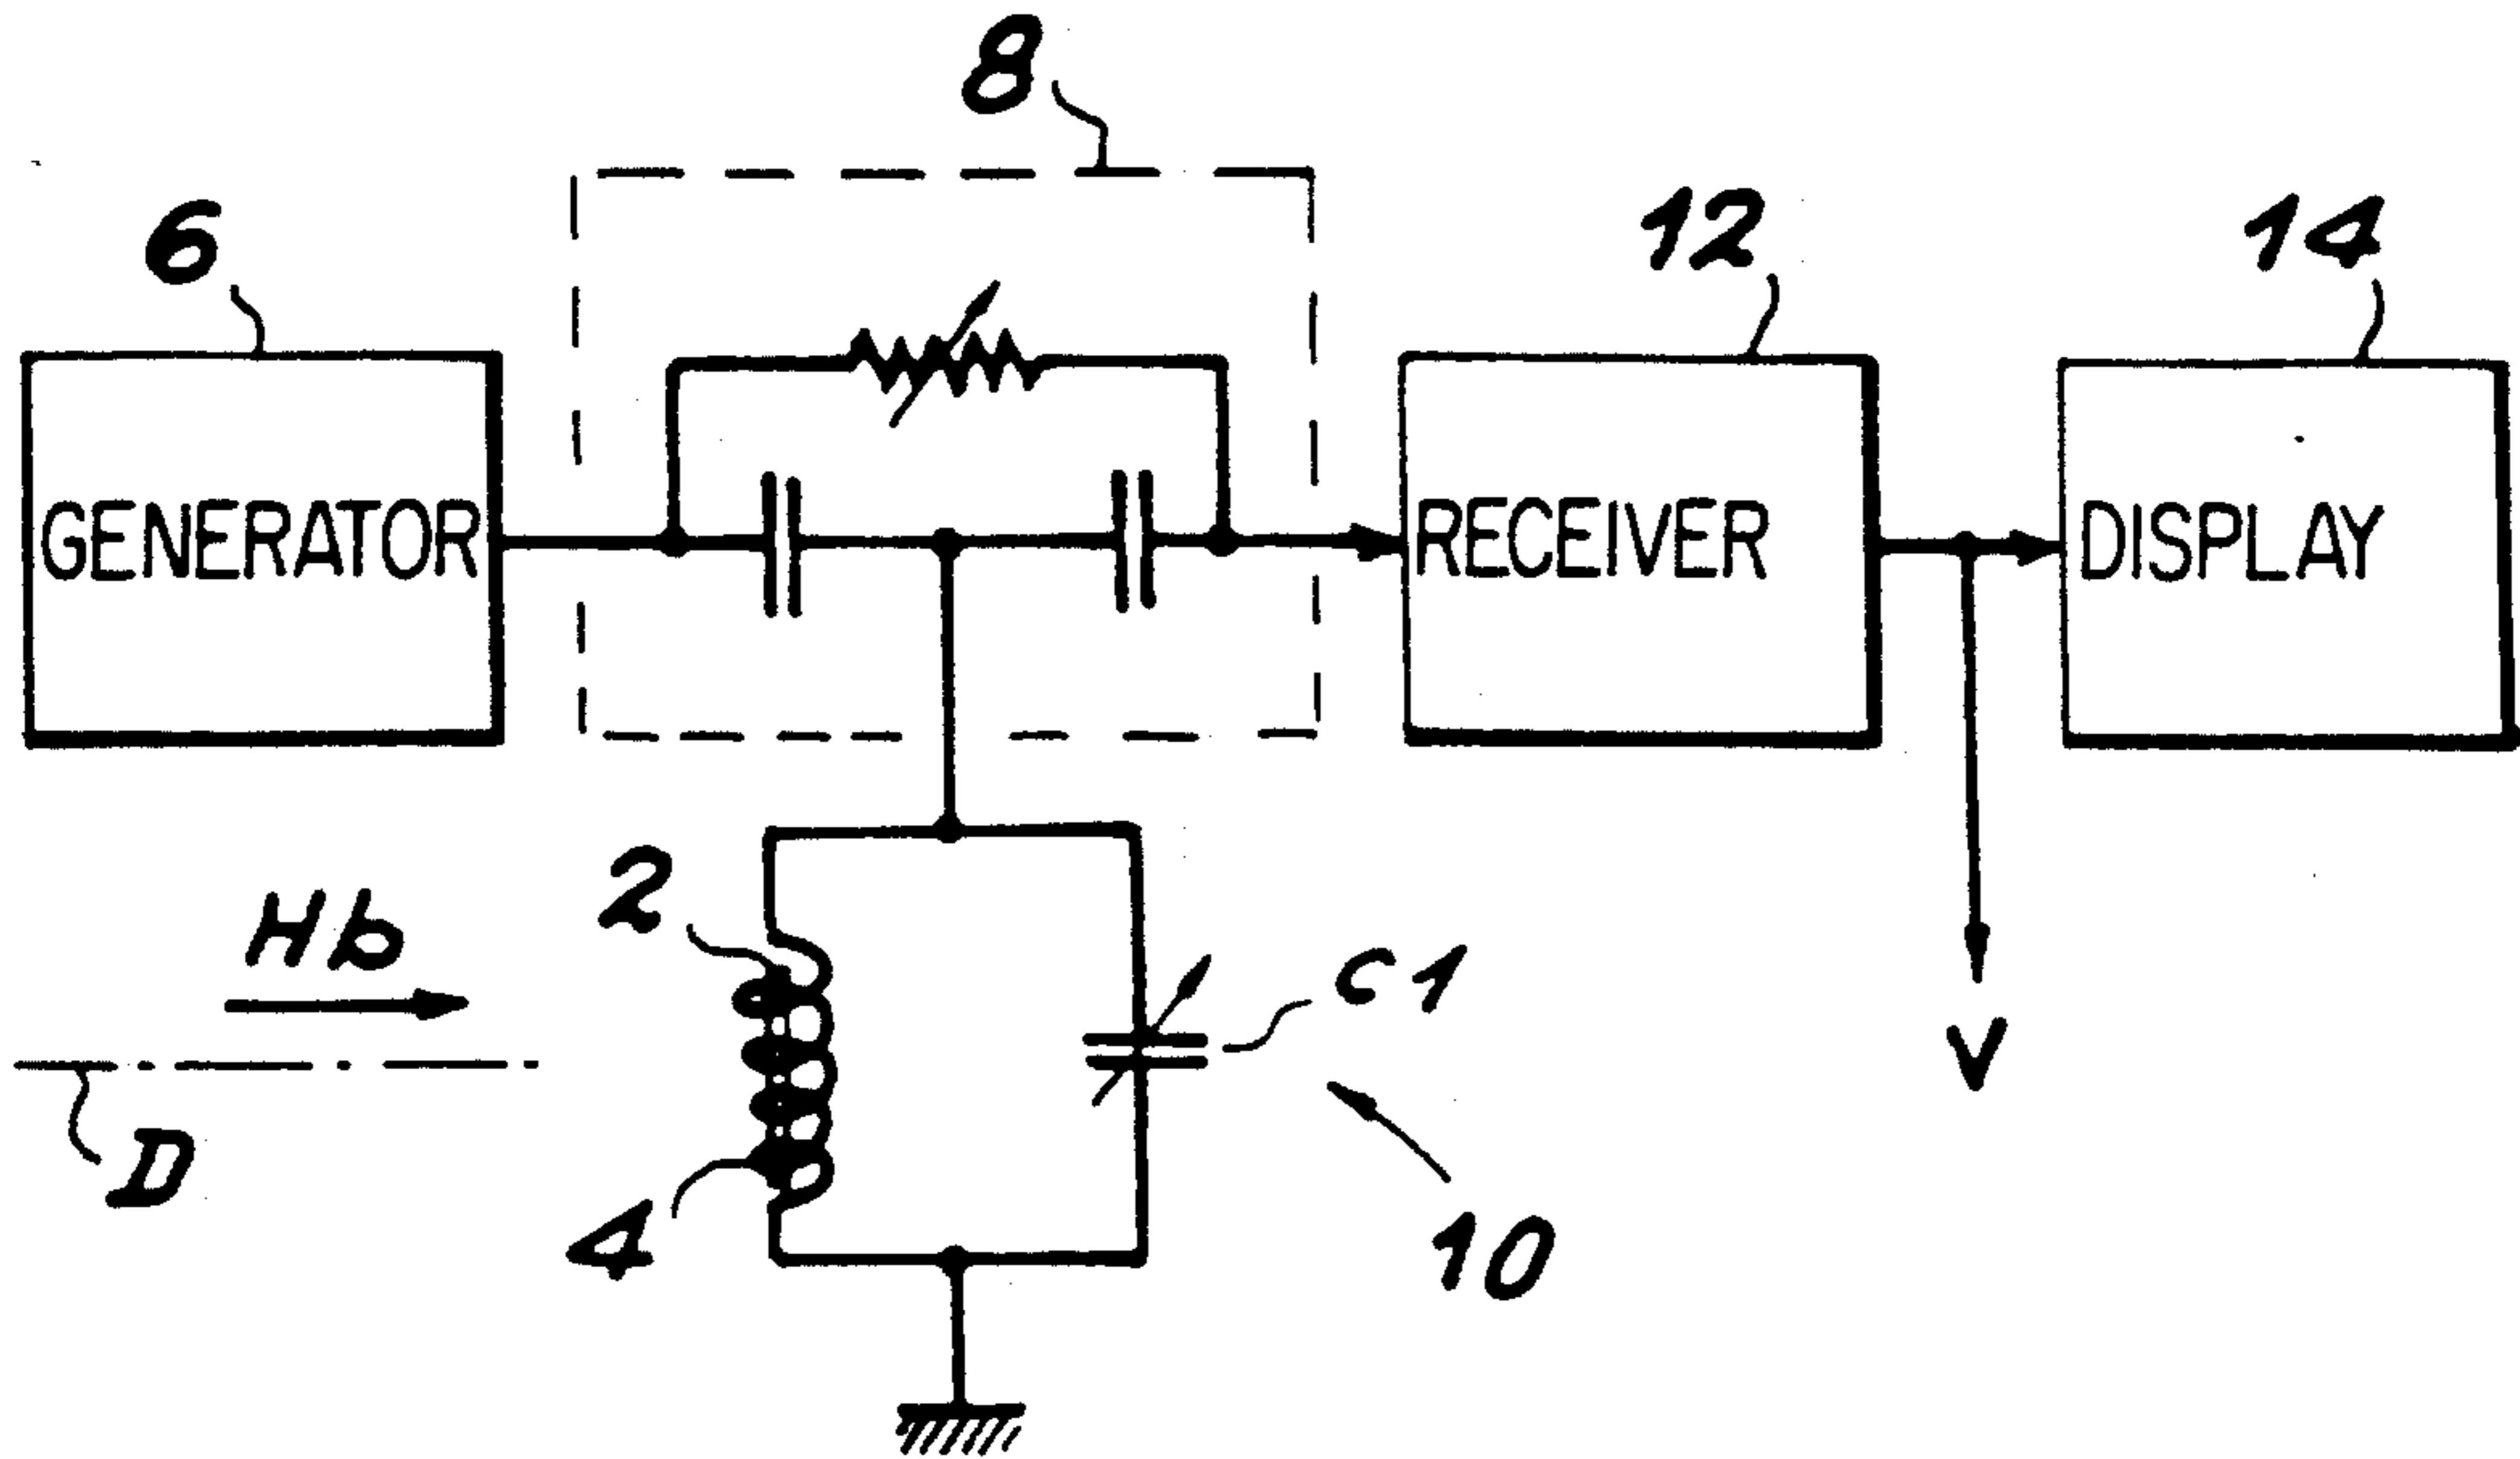 8
6
12
14
GENERATOR
RECEIVER
DISPLAY
2
Hb
C1
V
D
4
10